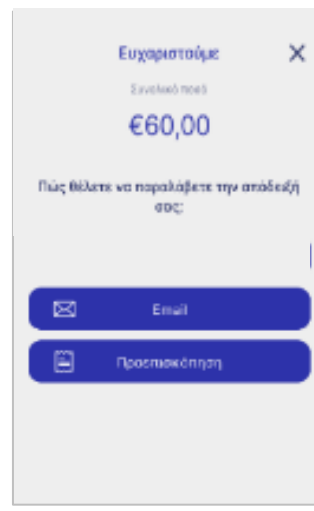 Ευχαριστούμε
Συνολικό ποσό
€60,00
Πώς θέλετε να παραλάβετε την απόδειξή
σας;
Email
Προεπισκόπηση